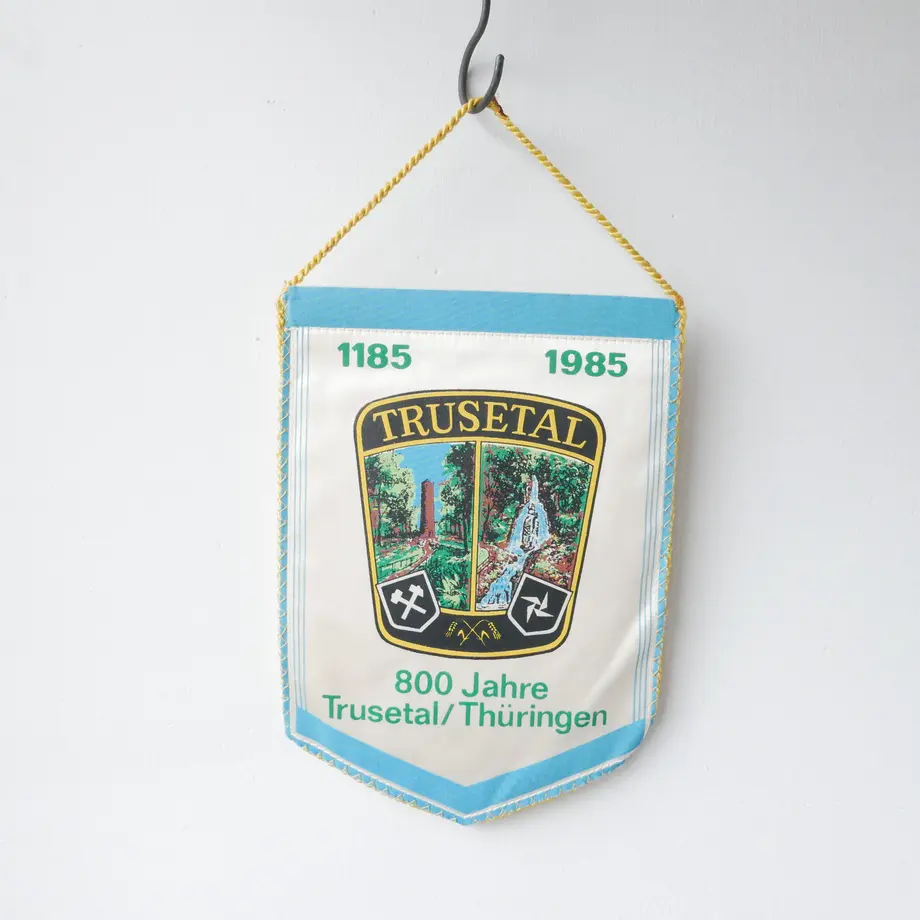 1185 1985
TRUSETAL
800 Jahre
Trusetal/Thüringen